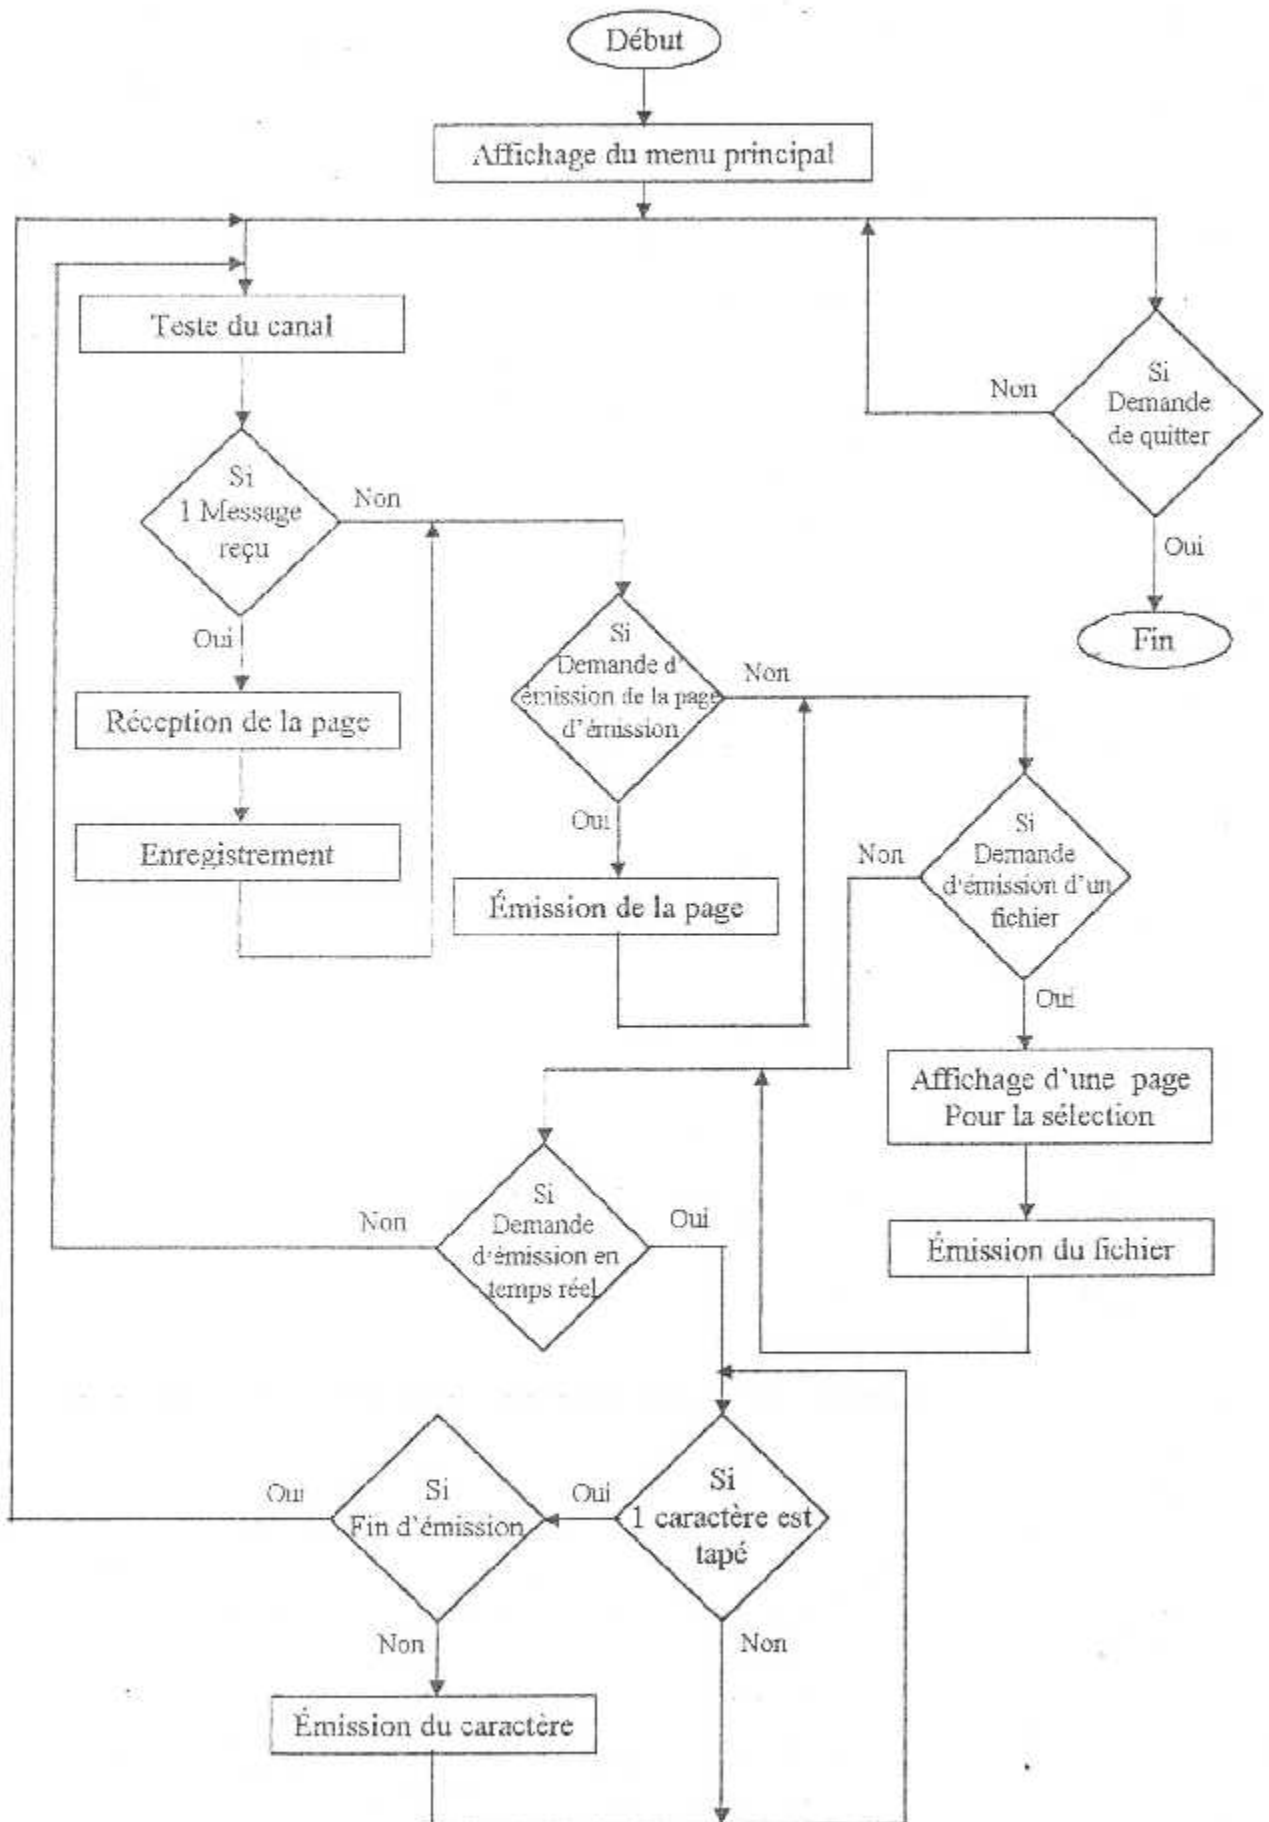 Début
Affichage du menu principal
Teste du canal
Non
Si
Demande
de quitter
Si
1 Message
reçu
Non
Oui
Fin
Oui
Si
Demande d'
émission de la page
d'émission
Non
Réception de la page
Oui
Si
Demande
d'émission d'un
fichier
Non
Enregistrement
Émission de la page
Oui
Affichage d'une page
Pour la sélection
Non
Si
Demande
d'émission en
temps réel
Oui
Émission du fichier
Oui
Si
Fin d'émission
Oui
Si
1 caractère est
tapé
Non
Non
Émission du caractère